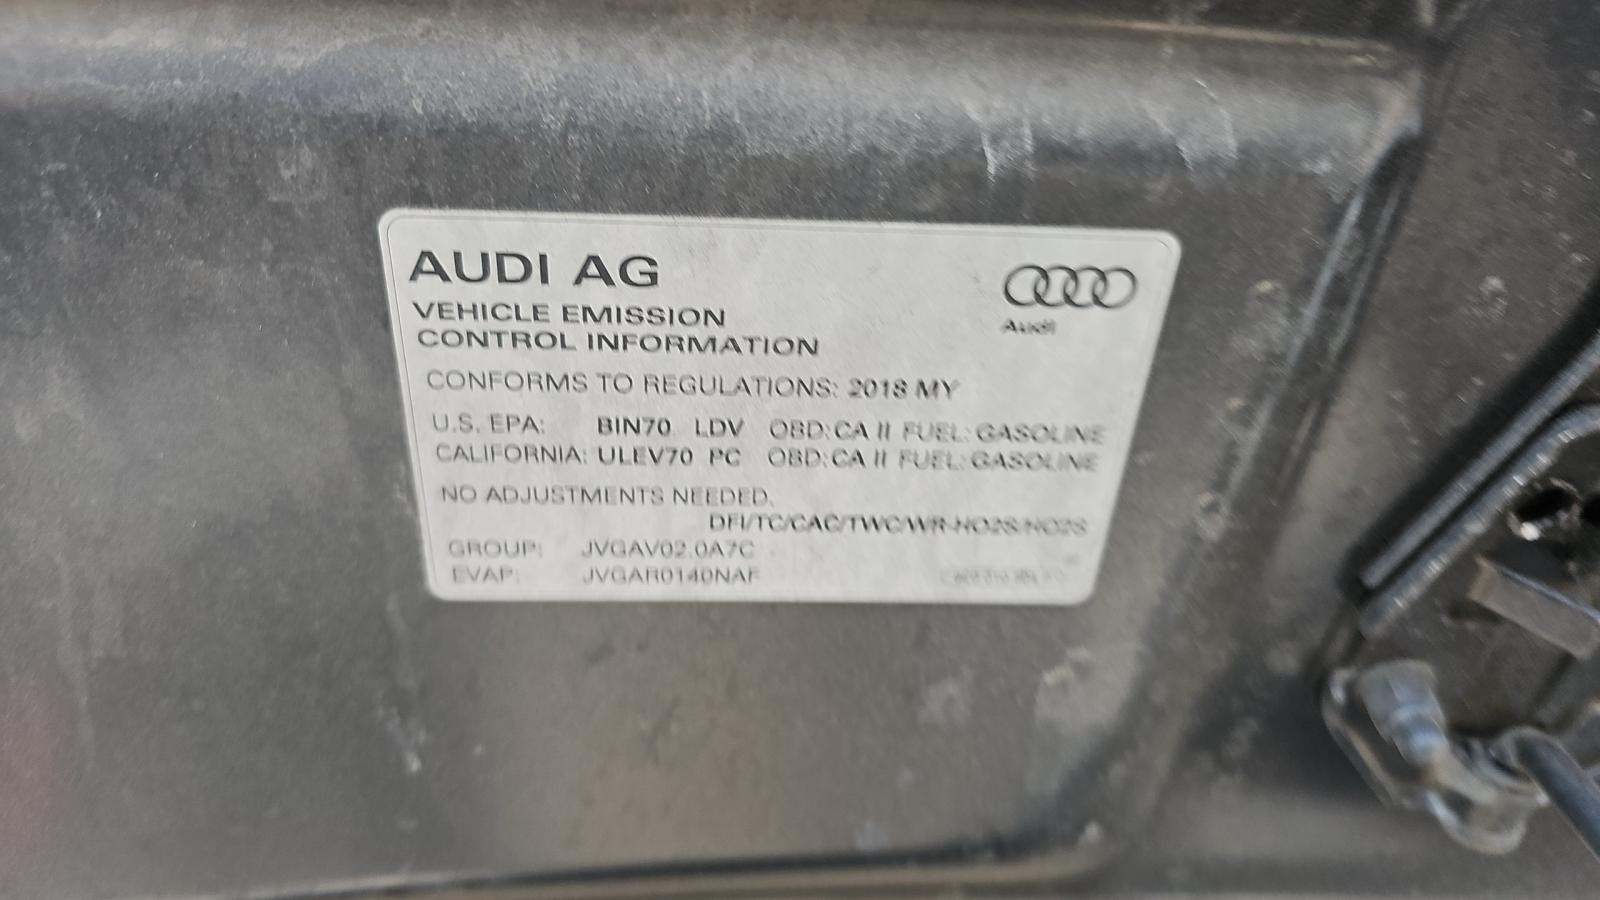 AUDI AG
Audi
VEHICLE EMISSION
CONTROL INFORMATION
CONFORMS TO REGULATIONS: 2018 MY
U.S. EPA: BIN70 LDV OBD: CA II FUEL: GASOLINE
CALIFORNIA: ULEV70 PC OBD: CA II FUEL: GASOLINE
NO ADJUSTMENTS NEEDED.
DFI/TC/CAC/TWC/WR-HO2S/HO2S
GROUP: JVGAV02.0A7C
EVAP: JVGAR0140NAF